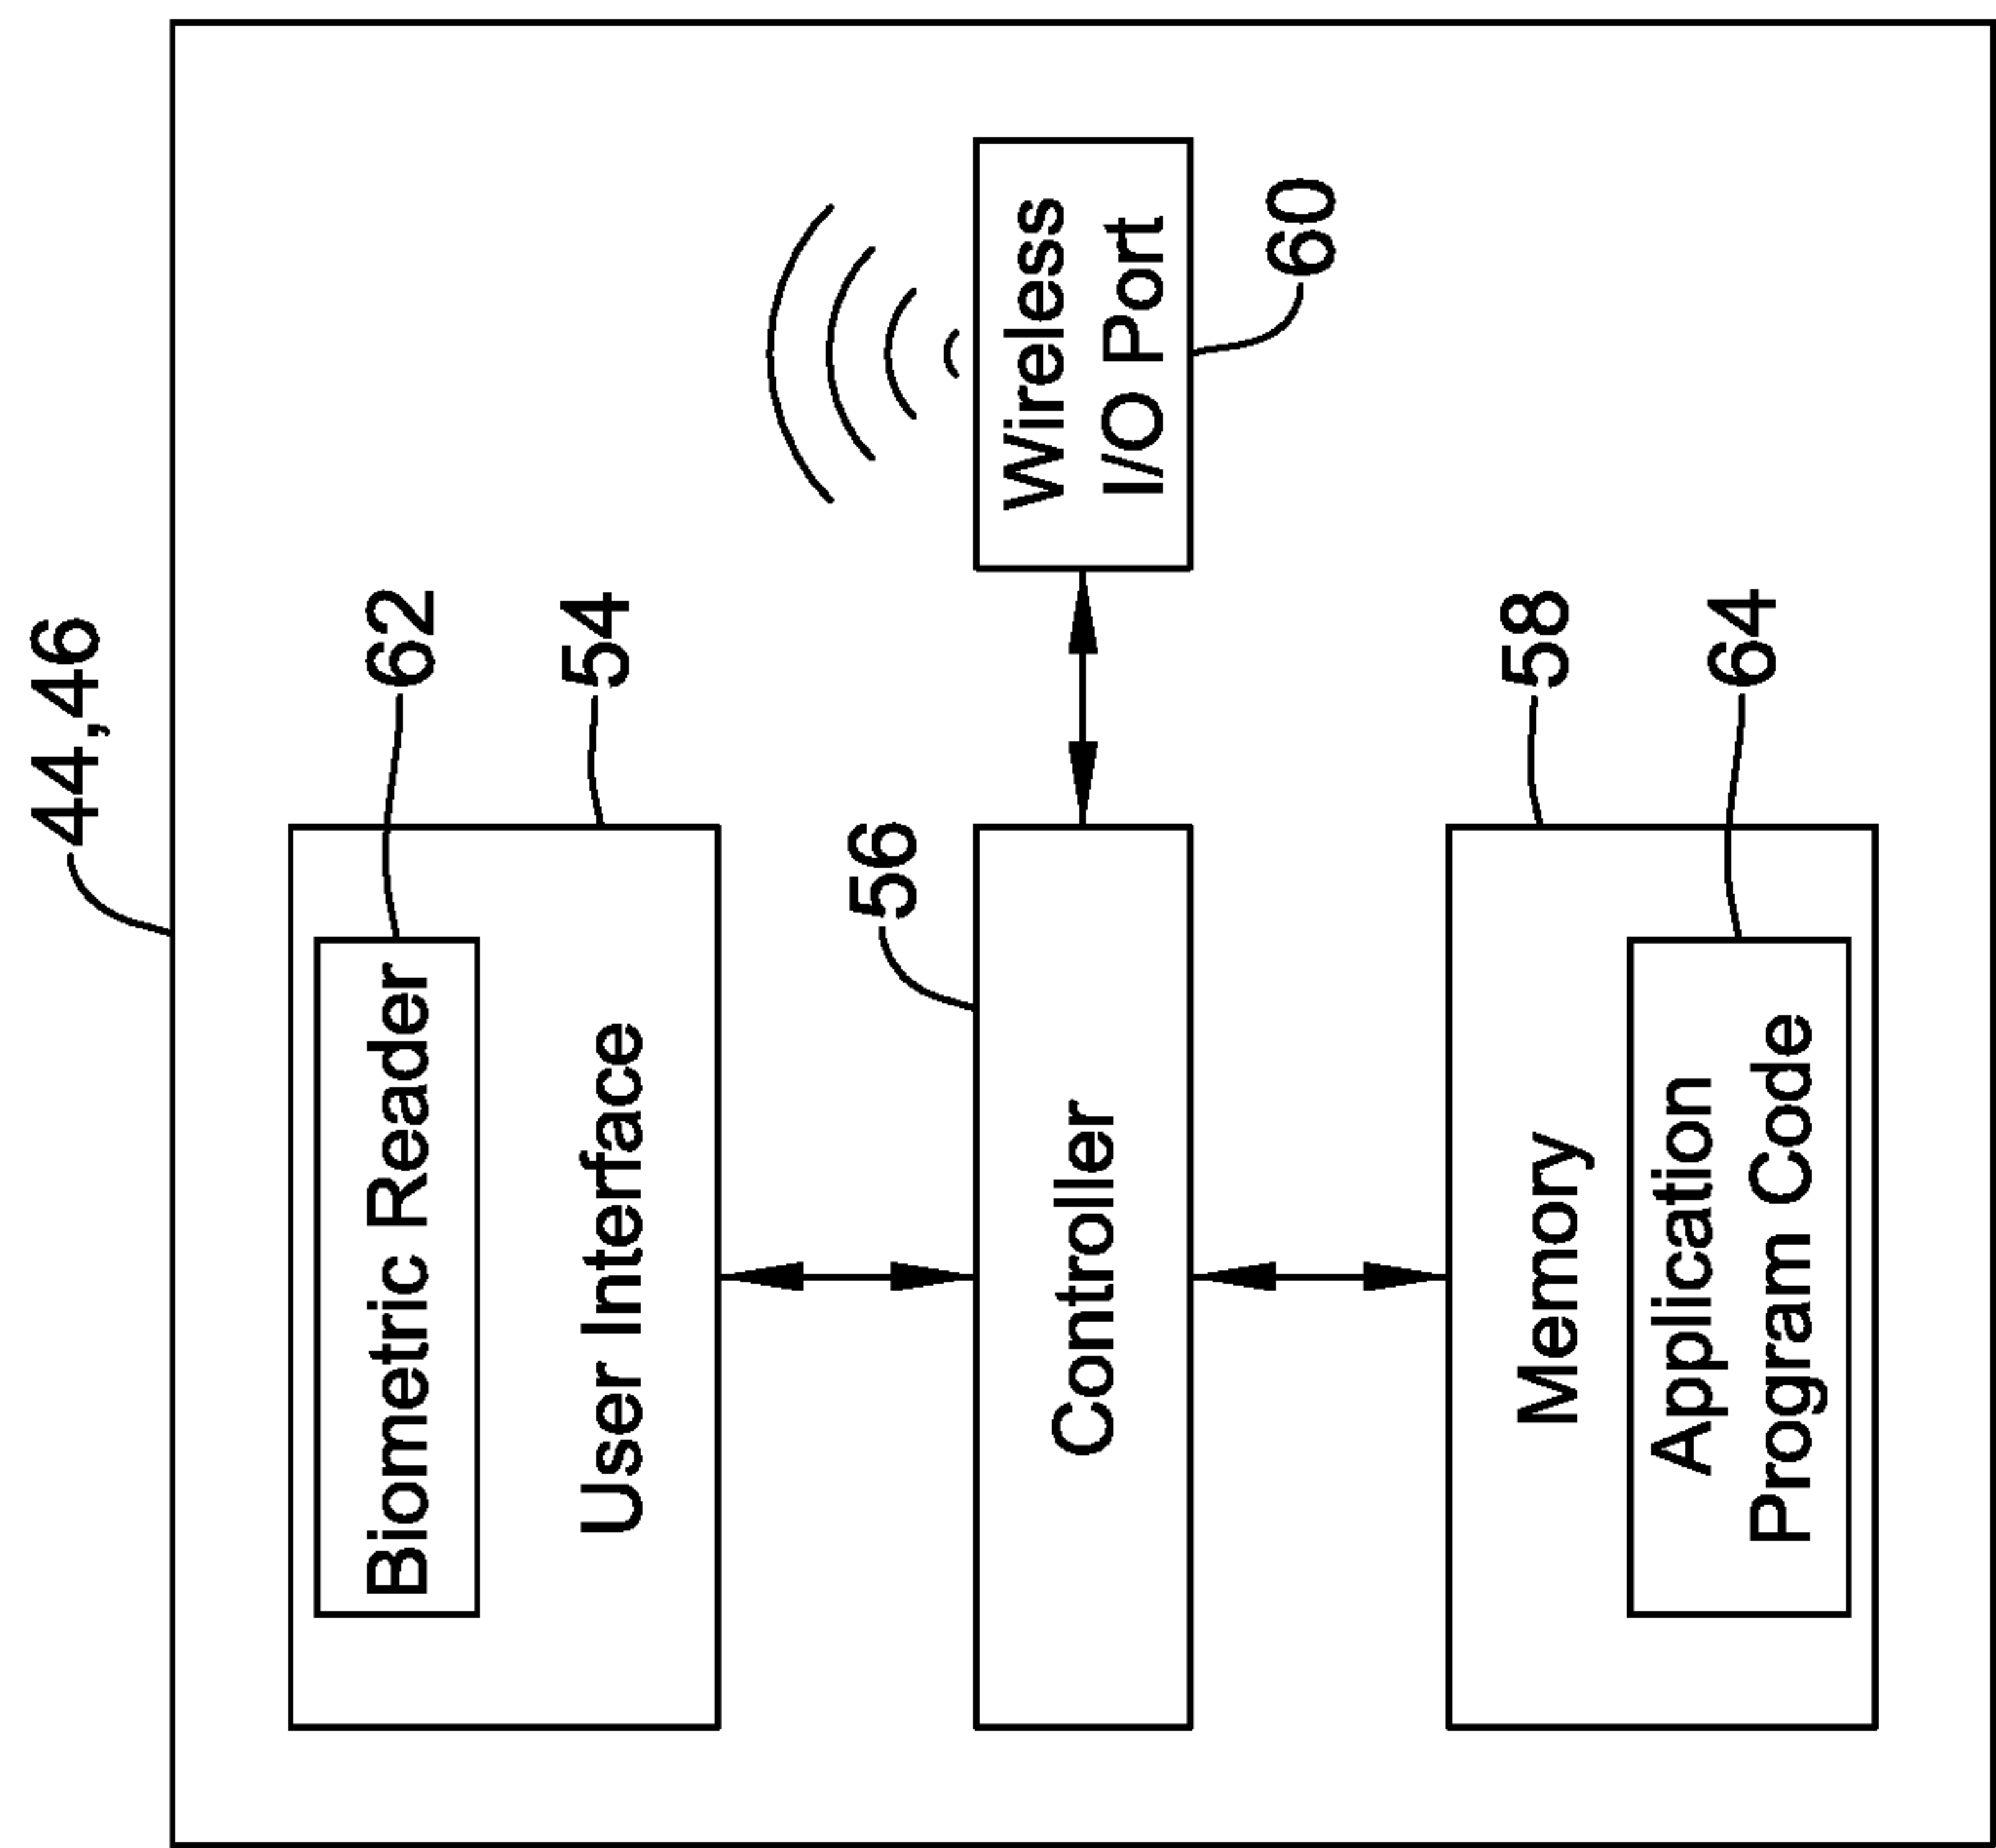 44,46
Biometric Reader
62
User Interface
54
56
Controller
Wireless
I/O Port
60
Memory
58
Application
Program Code
64